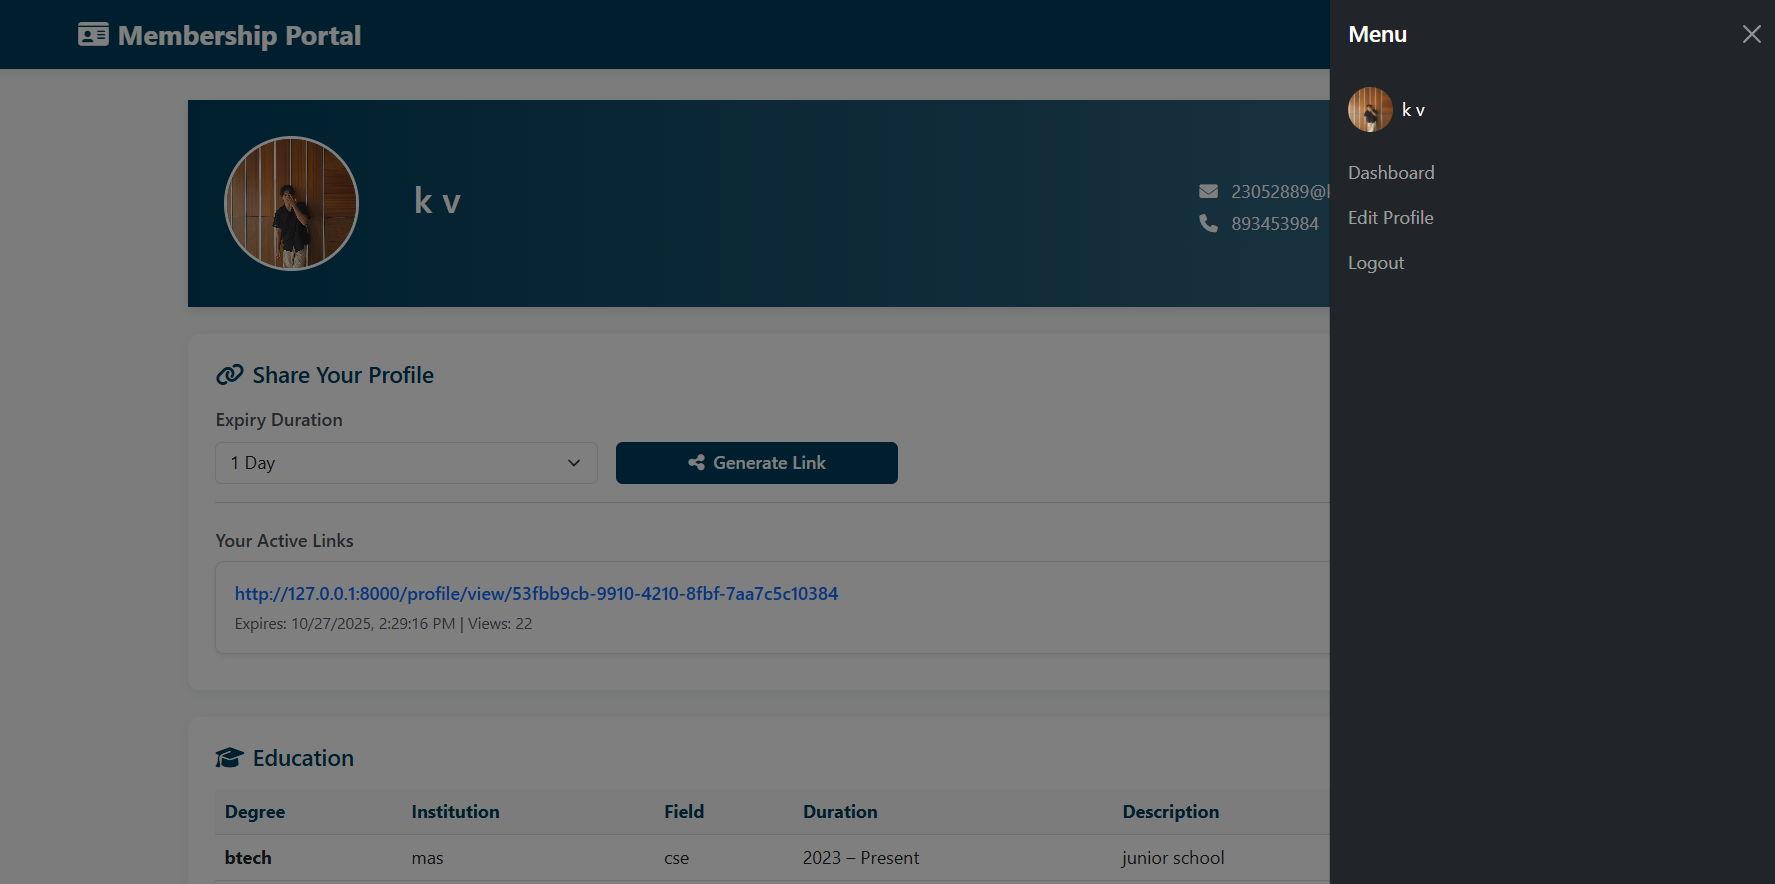 Membership Portal
k v
23052889@
893453984
Share Your Profile
Expiry Duration
1 Day
Generate Link
Your Active Links
http://127.0.0.1:8000/profile/view/53fbb9cb-9910-4210-8fbf-7aa7c5c10384
Expires: 10/27/2025, 2:29:16 PM | Views: 22
Education
Degree Institution Field Duration Description
btech mas cse 2023 – Present junior school
Menu
k v
Dashboard
Edit Profile
Logout